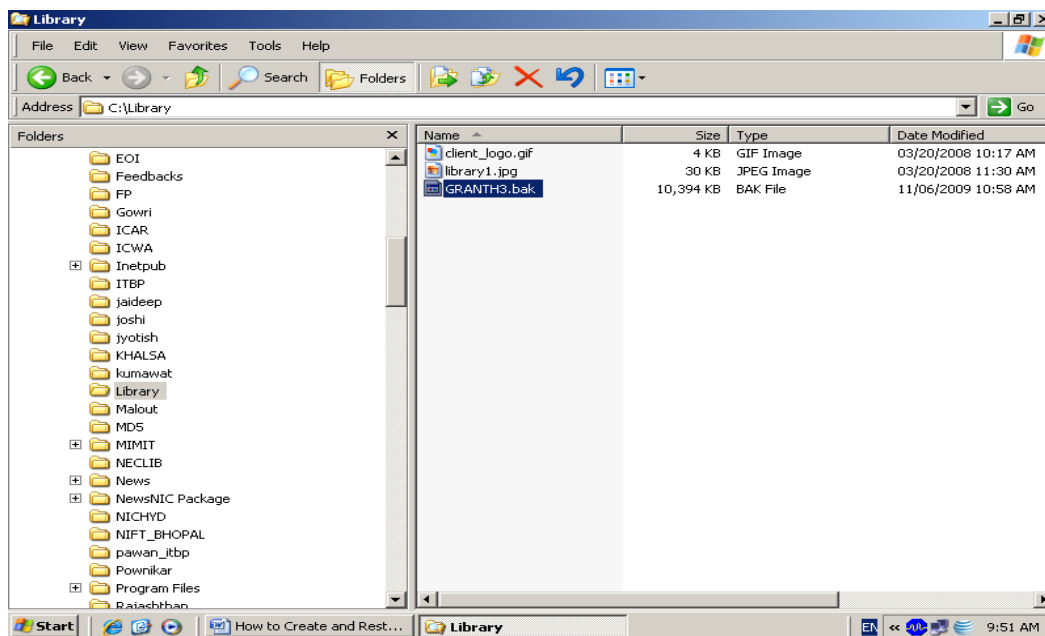 Library
File Edit View Favorites Tools Help
Back Search Folders
Address C:\Library Go
Folders
EOI
Feedbacks
FP
Gowri
ICAR
ICWA
Inetpub
ITBP
jaideep
joshi
jyotish
KHALSA
kumawat
Library
Malout
MD5
MIMIT
NECLIB
News
NewsNIC Package
NICHYD
NIFT_BHOPAL
pawan_itbp
Pownikar
Program Files
Rajashthan
Name Size Type Date Modified
client_logo.gif 4 KB GIF Image 03/20/2008 10:17 AM
library1.jpg 30 KB JPEG Image 03/20/2008 11:30 AM
GRANTH3.bak 10,394 KB BAK File 11/06/2009 10:58 AM
Start How to Create and Rest... Library EN « 9:51 AM